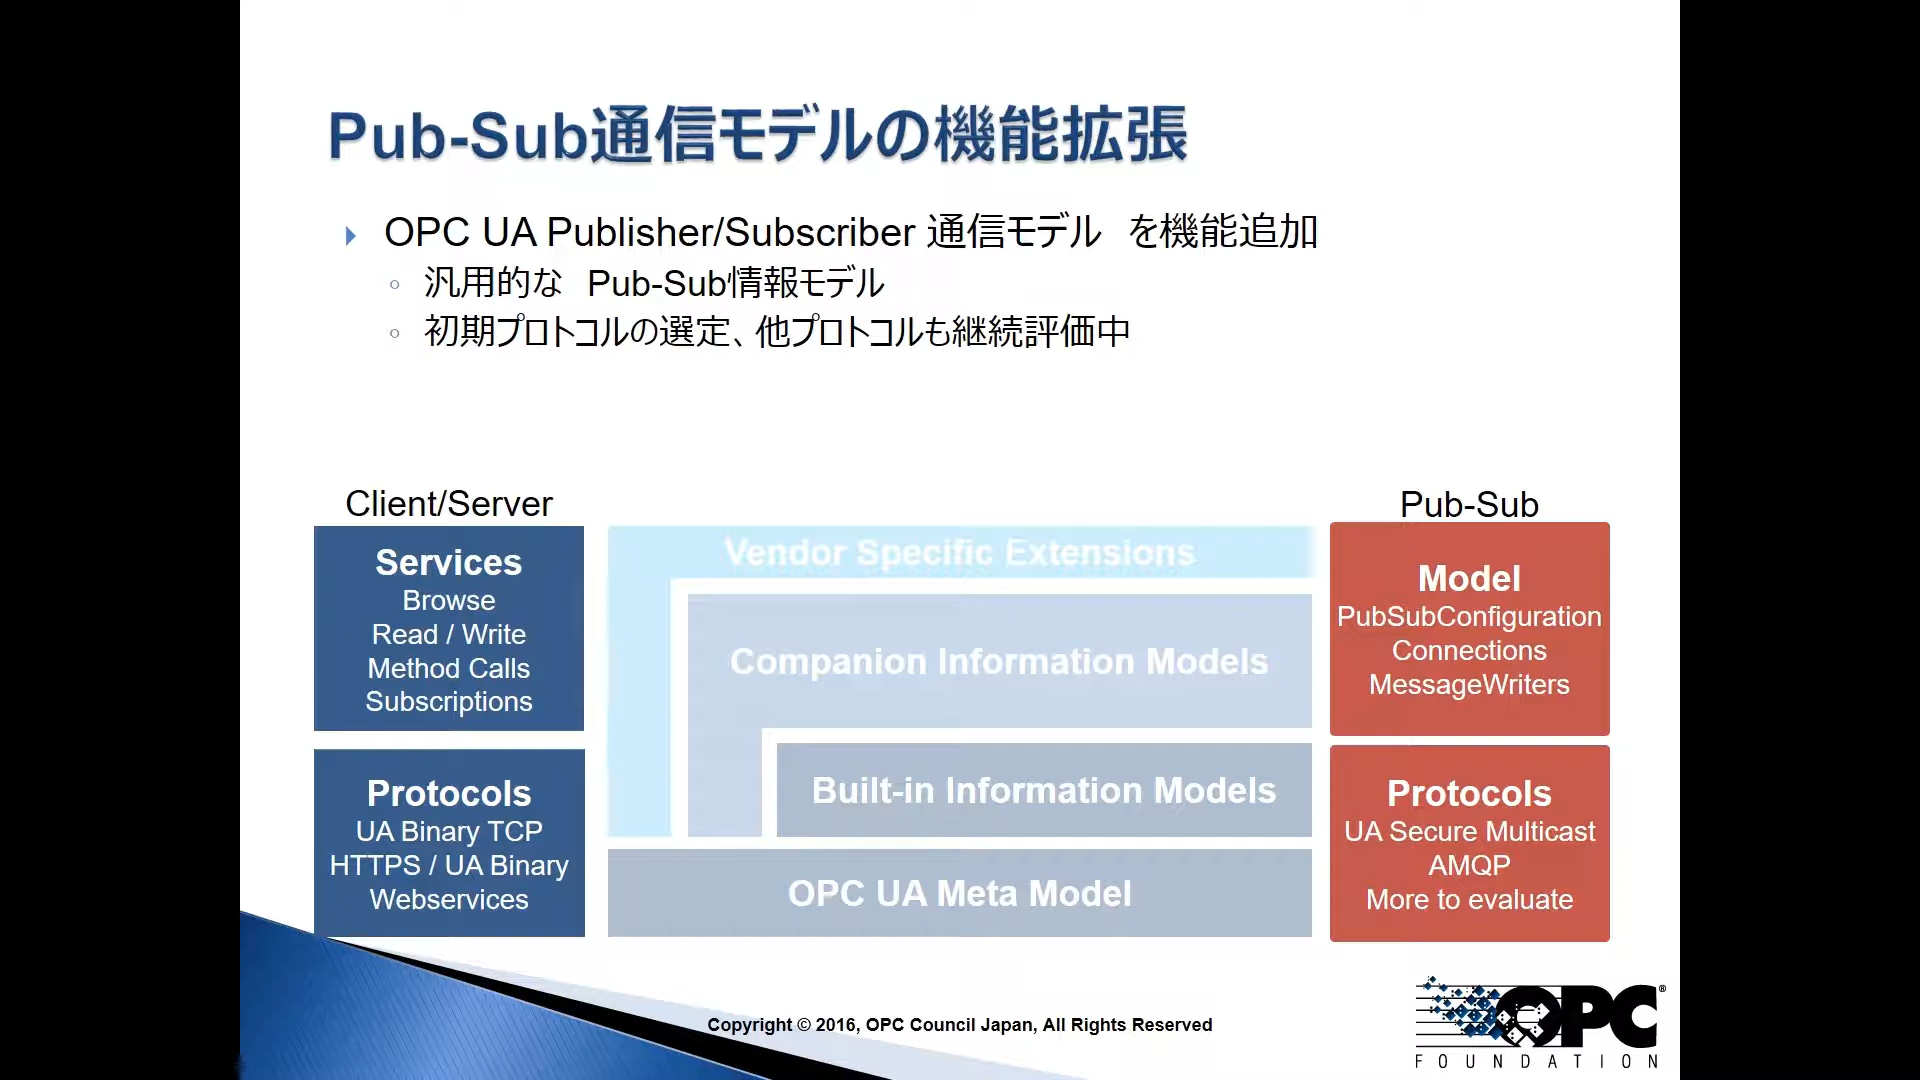 Pub-Sub通信モデルの機能拡張
OPC UA Publisher/Subscriber 通信モデル を機能追加
汎用的な Pub-Sub情報モデル
初期プロトコルの選定、他プロトコルも継続評価中
Client/Server
Services
Browse
Read / Write
Method Calls
Subscriptions
Protocols
UA Binary TCP
HTTPS / UA Binary
Webservices
Vendor Specific Extensions
Companion Information Models
Built-in Information Models
OPC UA Meta Model
Pub-Sub
Model
PubSubConfiguration
Connections
MessageWriters
Protocols
UA Secure Multicast
AMQP
More to evaluate
Copyright © 2016, OPC Council Japan, All Rights Reserved
OPC®
FOUNDATION